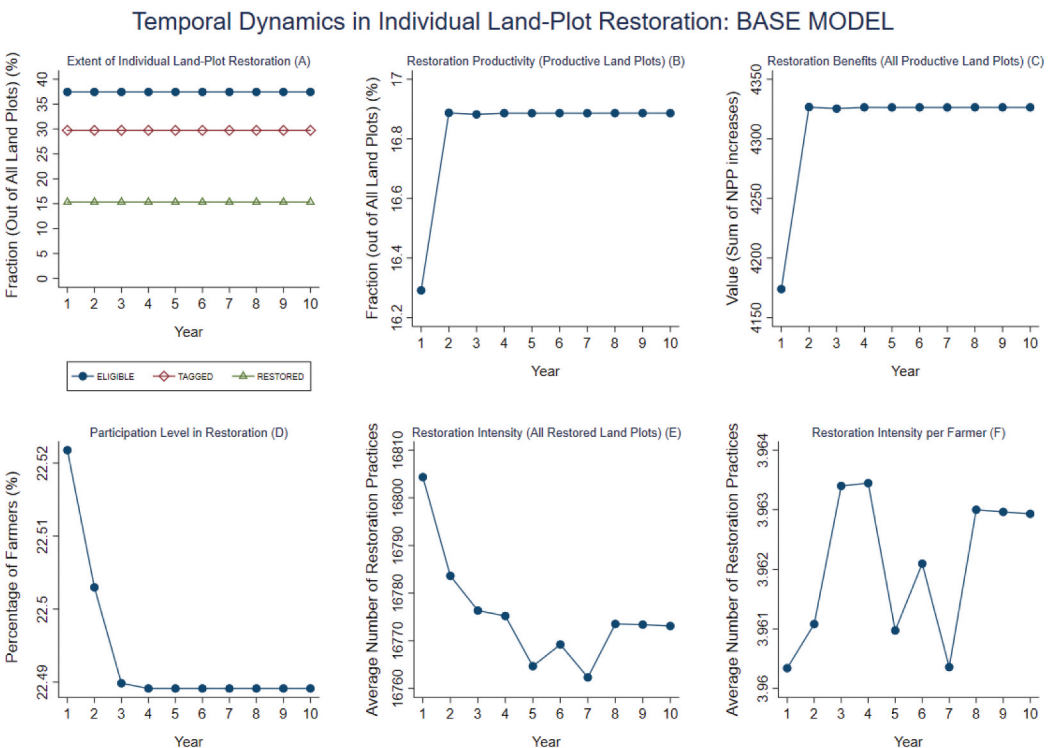 Temporal Dynamics in Individual Land-Plot Restoration: BASE MODEL
Extent of Individual Land-Plot Restoration (A)
Fraction (Out of All Land Plots) (%)
40
35
30
25
20
15
10
5
0
1 2 3 4 5 6 7 8 9 10
Year
ELIGIBLE TAGGED RESTORED
Restoration Productivity (Productive Land Plots) (B)
Fraction (out of All Land Plots) (%)
17
16.8
16.6
16.4
16.2
1 2 3 4 5 6 7 8 9 10
Year
Restoration Benefits (All Productive Land Plots) (C)
Value (Sum of NPP increases)
4350
4300
4250
4200
4150
1 2 3 4 5 6 7 8 9 10
Year
Participation Level in Restoration (D)
Percentage of Farmers (%)
22.52
22.51
22.5
22.49
1 2 3 4 5 6 7 8 9 10
Year
Restoration Intensity (All Restored Land Plots) (E)
Average Number of Restoration Practices
16810
16800
16790
16780
16770
16760
1 2 3 4 5 6 7 8 9 10
Year
Restoration Intensity per Farmer (F)
Average Number of Restoration Practices
3.964
3.963
3.962
3.961
3.96
1 2 3 4 5 6 7 8 9 10
Year